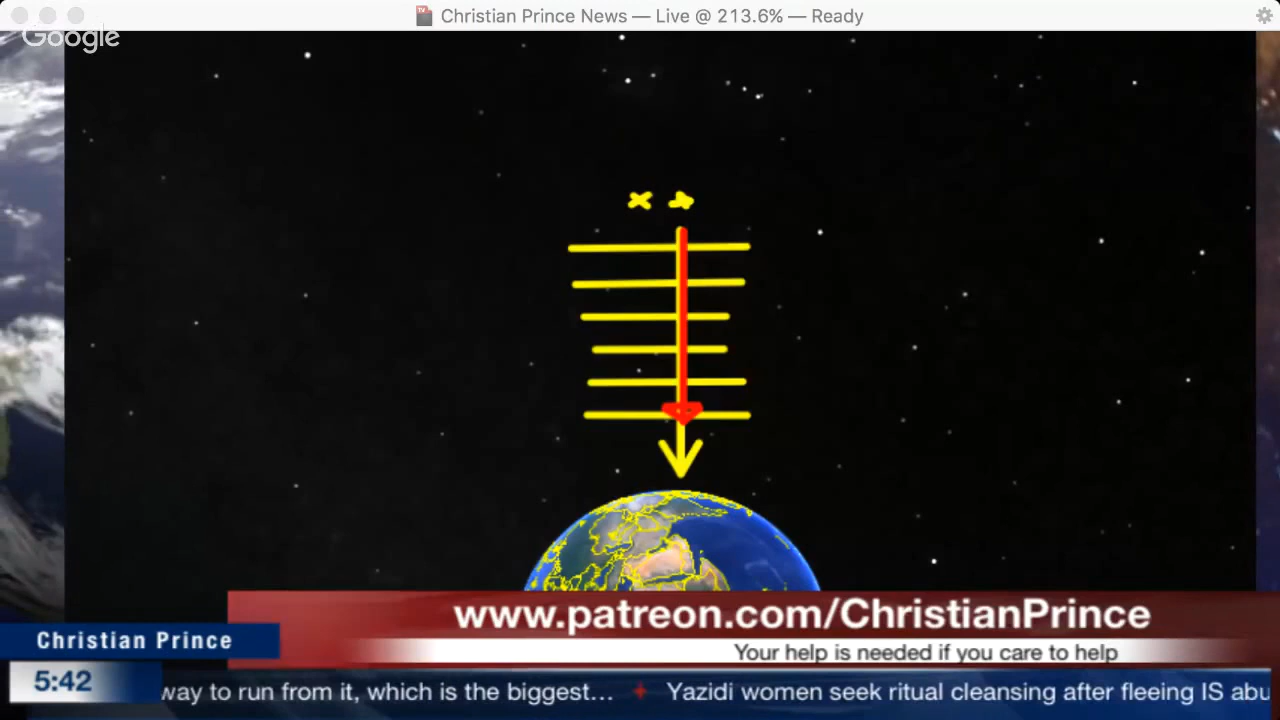 Christian Prince News — Live @ 213.6% — Ready
Google
www.patreon.com/ChristianPrince
Your help is needed if you care to help
Christian Prince
5:42
way to run from it, which is the biggest... + Yazidi women seek ritual cleansing after fleeing IS abu